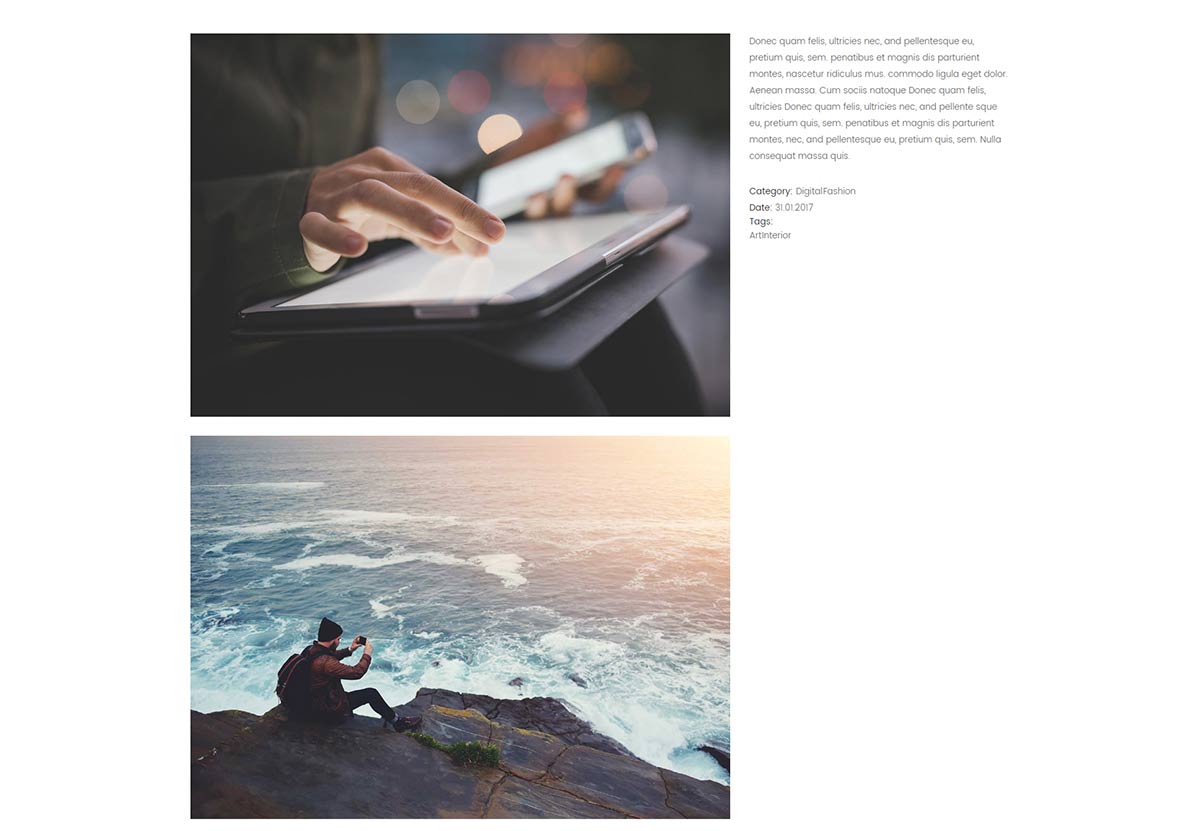 Donec quam felis, ultricies nec, and pellentesque eu,
pretium quis, sem. penatibus et magnis dis parturient
montes, nascetur ridiculus mus. commodo ligula eget dolor.
Aenean massa. Cum sociis natoque Donec quam felis,
ultricies Donec quam felis, ultricies nec, and pellente sque
eu, pretium quis, sem. penatibus et magnis dis parturient
montes, nec, and pellentesque eu, pretium quis, sem. Nulla
consequat massa quis.
Category: DigitalFashion
Date: 31.01.2017
Tags:
ArtInterior